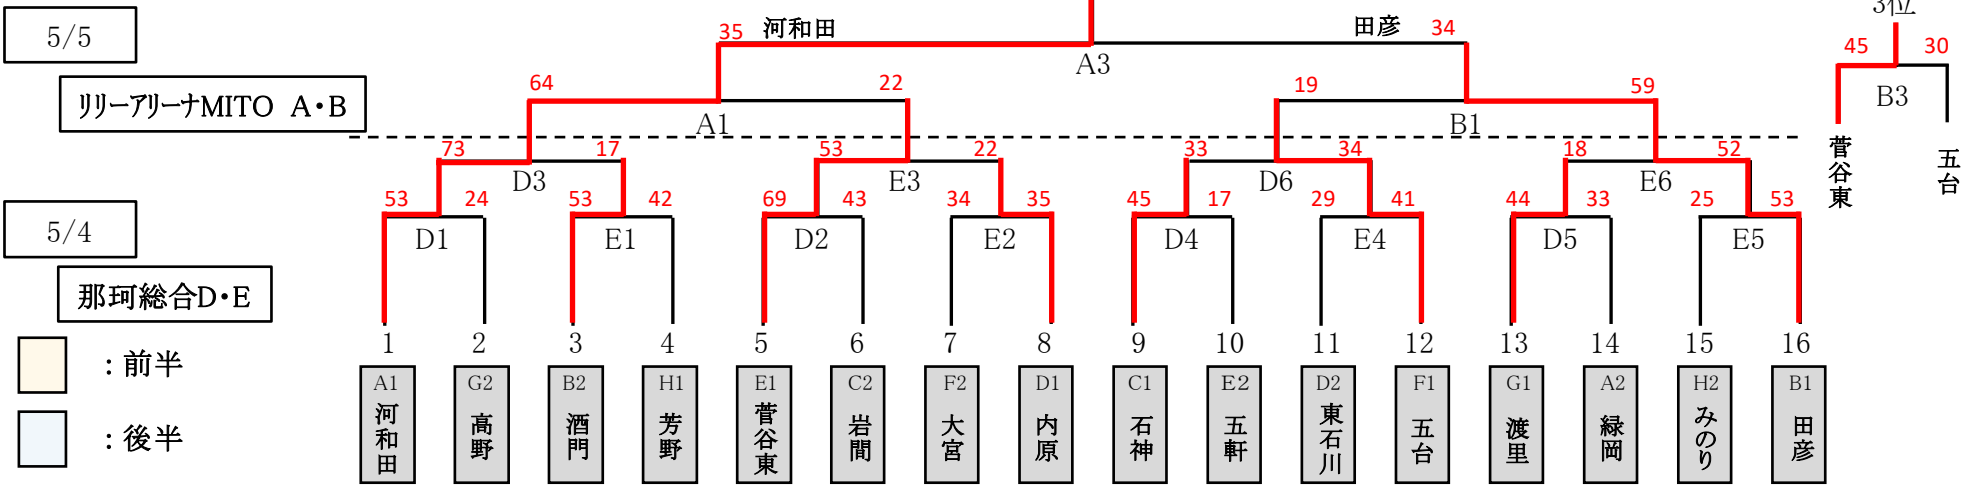 3位
5/5
35 河和田 田彦 34
45 30
A3
B3
64 22 19 59
リリーアリーナMITO A・B
A1 B1
菅谷東 五台
73 17 53 22 33 34 18 52
D3 E3 D6 E6
53 24 53 42 69 43 34 35 45 17 29 41 44 33 25 53
5/4
D1 E1 D2 E2 D4 E4 D5 E5
那珂総合D・E
1 2 3 4 5 6 7 8 9 10 11 12 13 14 15 16
：前半
A1 G2 B2 H1 E1 C2 F2 D1 C1 E2 D2 F1 G1 A2 H2 B1
河和田 高野 酒門 芳野 菅谷東 岩間 大宮 内原 石神 五軒 東石川 五台 渡里 緑岡 みのり 田彦
：後半